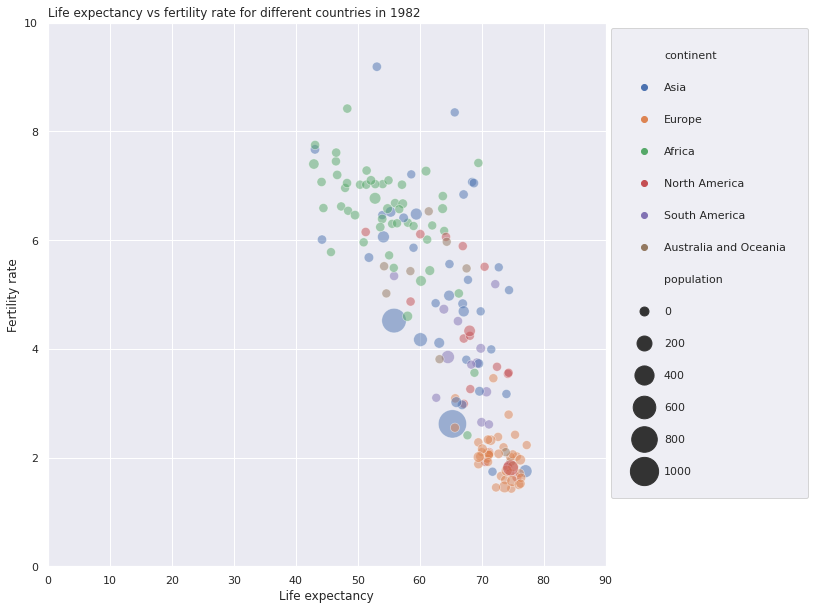 Life expectancy vs fertility rate for different countries in 1982
10
8
6
4
2
0
Fertility rate
0 10 20 30 40 50 60 70 80 90
Life expectancy
continent
Asia
Europe
Africa
North America
South America
Australia and Oceania
population
0
200
400
600
800
1000